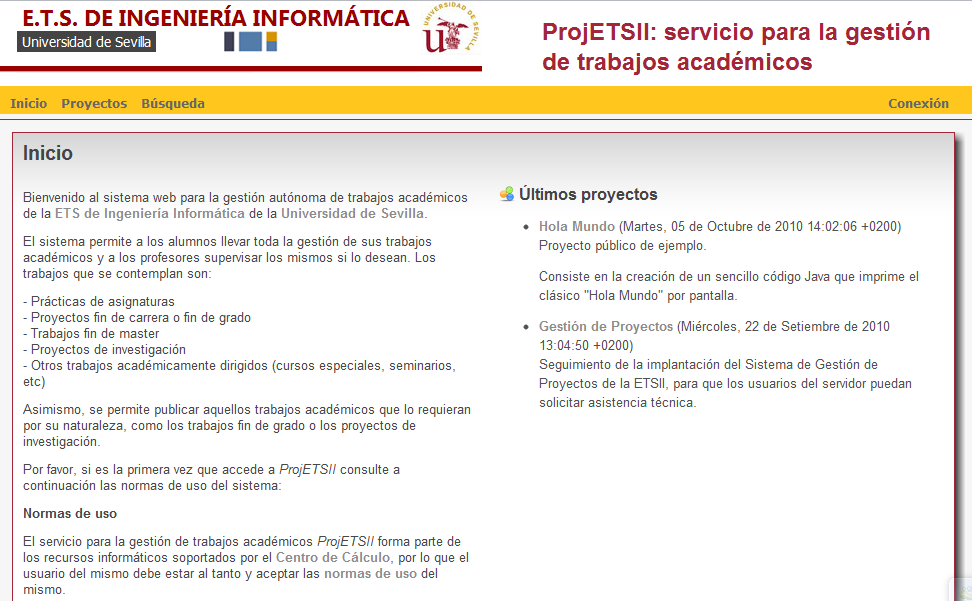 E.T.S. DE INGENIERÍA INFORMÁTICA
Universidad de Sevilla
UNIVERSIDAD DE SEVILLA
ProjETSII: servicio para la gestión
de trabajos académicos
Inicio Proyectos Búsqueda Conexión
Inicio
Bienvenido al sistema web para la gestión autónoma de trabajos académicos
de la ETS de Ingeniería Informática de la Universidad de Sevilla.
El sistema permite a los alumnos llevar toda la gestión de sus trabajos
académicos y a los profesores supervisar los mismos si lo desean. Los
trabajos que se contemplan son:
- Prácticas de asignaturas
- Proyectos fin de carrera o fin de grado
- Trabajos fin de master
- Proyectos de investigación
- Otros trabajos académicamente dirigidos (cursos especiales, seminarios,
etc)
Asimismo, se permite publicar aquellos trabajos académicos que lo requieran
por su naturaleza, como los trabajos fin de grado o los proyectos de
investigación.
Por favor, si es la primera vez que accede a ProjETSII consulte a
continuación las normas de uso del sistema:
Normas de uso
El servicio para la gestión de trabajos académicos ProjETSII forma parte de
los recursos informáticos soportados por el Centro de Cálculo, por lo que el
usuario del mismo debe estar al tanto y aceptar las normas de uso del
mismo.
Últimos proyectos
• Hola Mundo (Martes, 05 de Octubre de 2010 14:02:06 +0200)
Proyecto público de ejemplo.
Consiste en la creación de un sencillo código Java que imprime el
clásico "Hola Mundo" por pantalla.
• Gestión de Proyectos (Miércoles, 22 de Setiembre de 2010
13:04:50 +0200)
Seguimiento de la implantación del Sistema de Gestión de
Proyectos de la ETSII, para que los usuarios del servidor puedan
solicitar asistencia técnica.